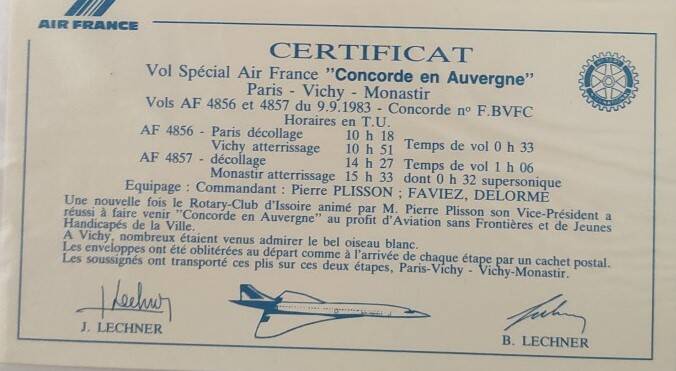 AIR FRANCE
CERTIFICAT
Vol Spécial Air France "Concorde en Auvergne"
Paris - Vichy - Monastir
Vols AF 4856 et 4857 du 9.9.1983 - Concorde nº F.BVFC
Horaires en T.U.
AF 4856 - Paris décollage 10 h 18
Vichy atterrissage 10 h 51 Temps de vol 0 h 33
AF 4857 - décollage 14 h 27 Temps de vol 1 h 06
Monastir atterrissage 15 h 33 dont 0 h 32 supersonique
Equipage : Commandant : Pierre PLISSON ; FAVIEZ, DELORME
Une nouvelle fois le Rotary-Club d'Issoire animé par M. Pierre Plisson son Vice-Président a
réussi à faire venir "Concorde en Auvergne" au profit d'Aviation sans Frontières et de Jeunes
Handicapés de la Ville.
A Vichy, nombreux étaient venus admirer le bel oiseau blanc.
Les enveloppes ont été oblitérées au départ comme à l'arrivée de chaque étape par un cachet postal.
Les soussignés ont transporté ces plis sur ces deux étapes, Paris-Vichy - Vichy-Monastir.
J. LECHNER
B. LECHNER